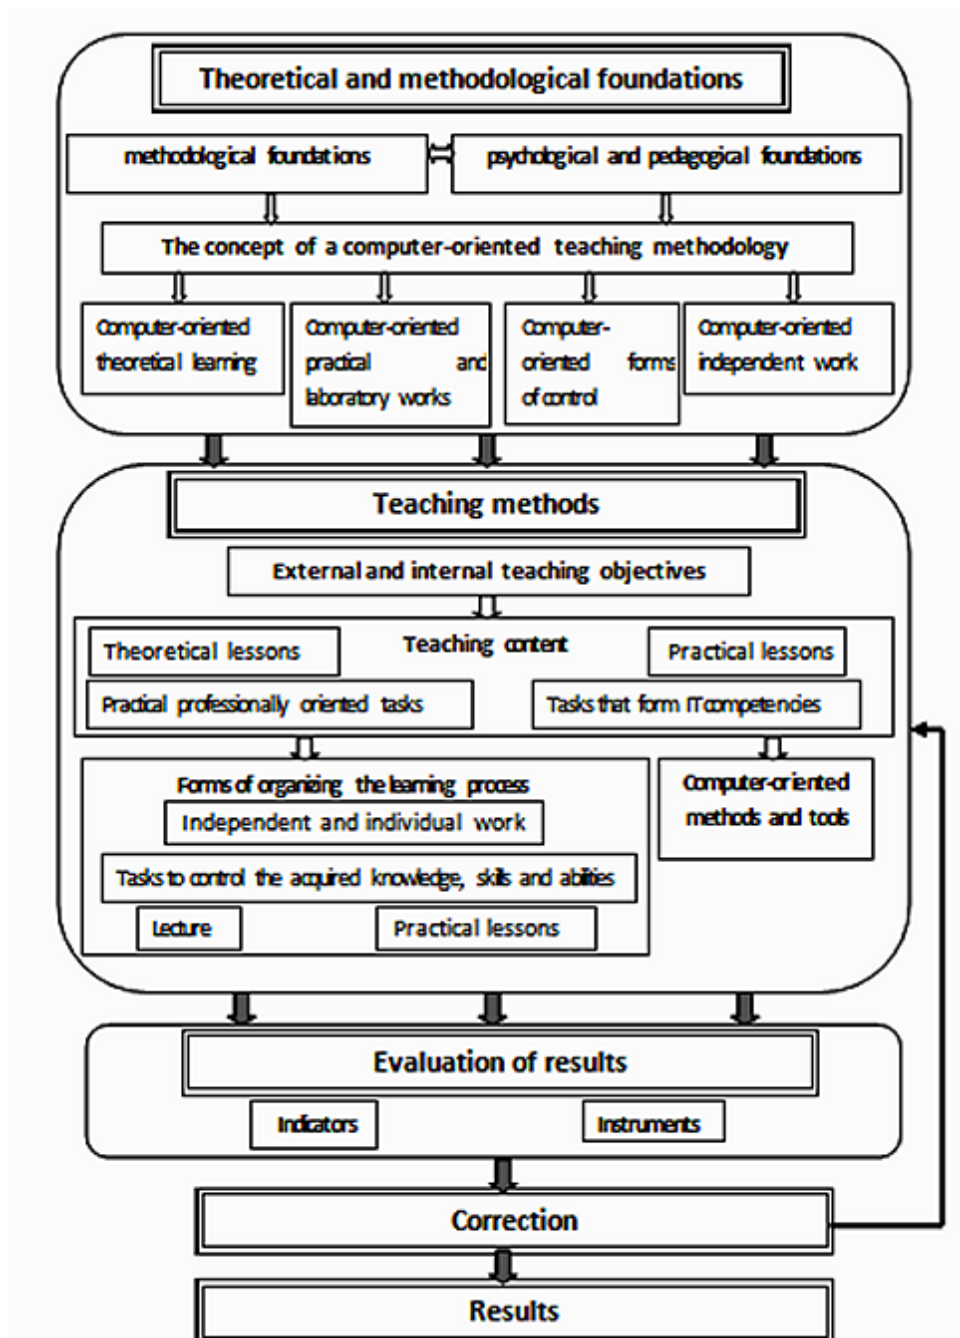 Theoretical and methodological foundations
methodological foundations
psychological and pedagogical foundations
The concept of a computer-oriented teaching methodology
Computer-oriented
theoretical learning
Computer-oriented
practical and
laboratory works
Computer-
oriented forms
of control
Computer-oriented
independent work
Teaching methods
External and internal teaching objectives
Teaching content
Theoretical lessons
Practical lessons
Practical professionally oriented tasks
Tasks that form IT competencies
Forms of organizing the learning process
Independent and individual work
Tasks to control the acquired knowledge, skills and abilities
Lecture
Practical lessons
Computer-oriented
methods and tools
Evaluation of results
Indicators
Instruments
Correction
Results